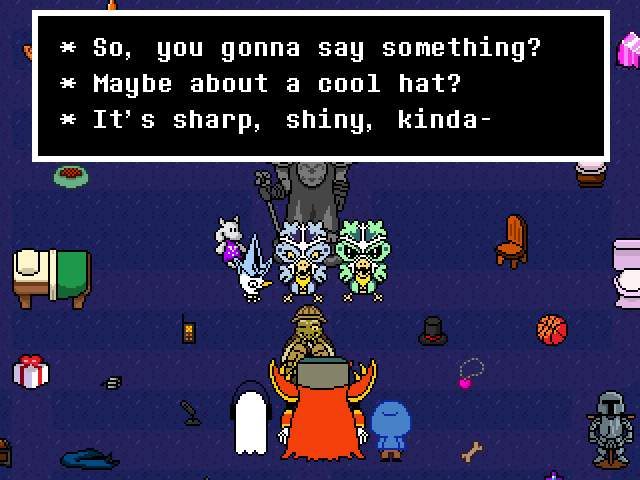 * So, you gonna say something?
* Maybe about a cool hat?
* It's sharp, shiny, kinda-